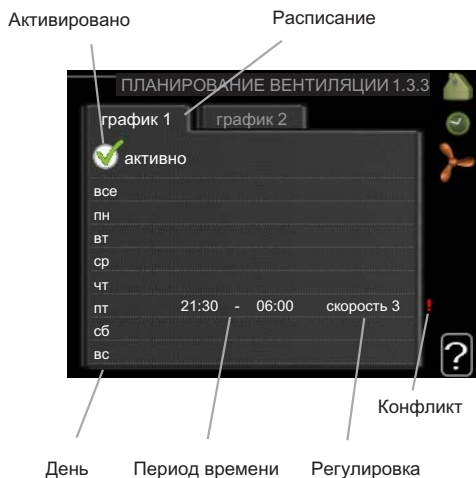 Активировано Расписание
ПЛАНИРОВАНИЕ ВЕНТИЛЯЦИИ 1.3.3
график 1 график 2
активно
все
пн
вт
ср
чт
пт 21:30 - 06:00 скорость 3 !
сб
вс
?
Конфликт
День Период времени Регулировка